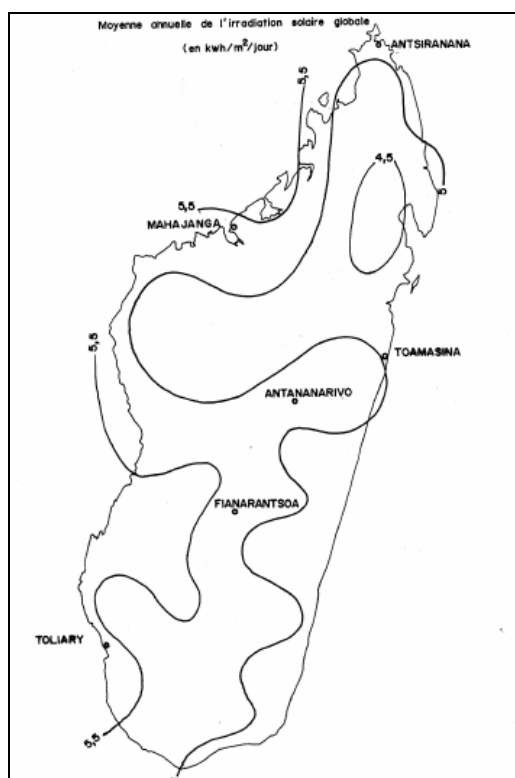 Moyenne annuelle de l'irradiation solaire globale
(en kwh/m²/jour)
ANTSIRANANA
5,5
4,5
5
5,5
MAHAJANGA
5,5
TOAMASINA
ANTANANARIVO
FIANARANTSOA
TOLIARY
5,5